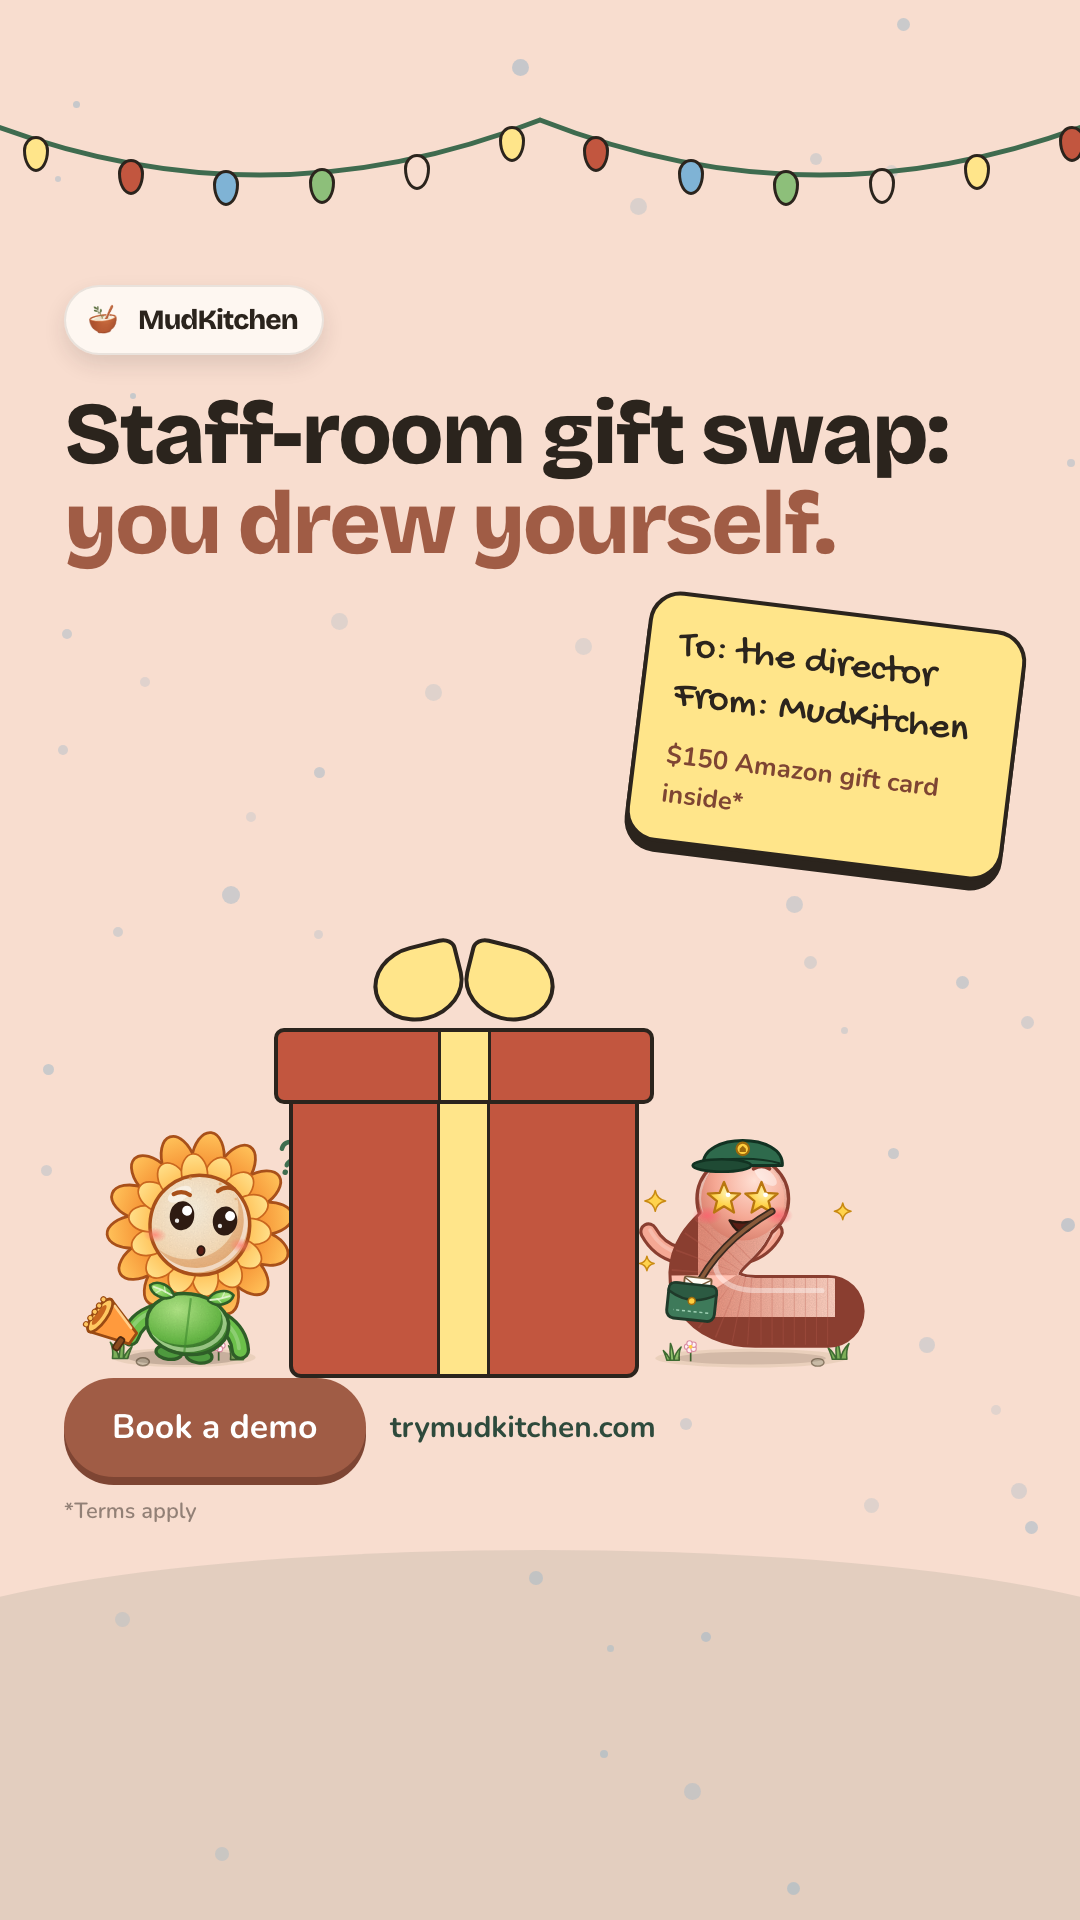 MudKitchen
Staff-room gift swap:
you drew yourself.
To: the director
From: MudKitchen
$150 Amazon gift card
inside*
?
Book a demo
trymudkitchen.com
*Terms apply